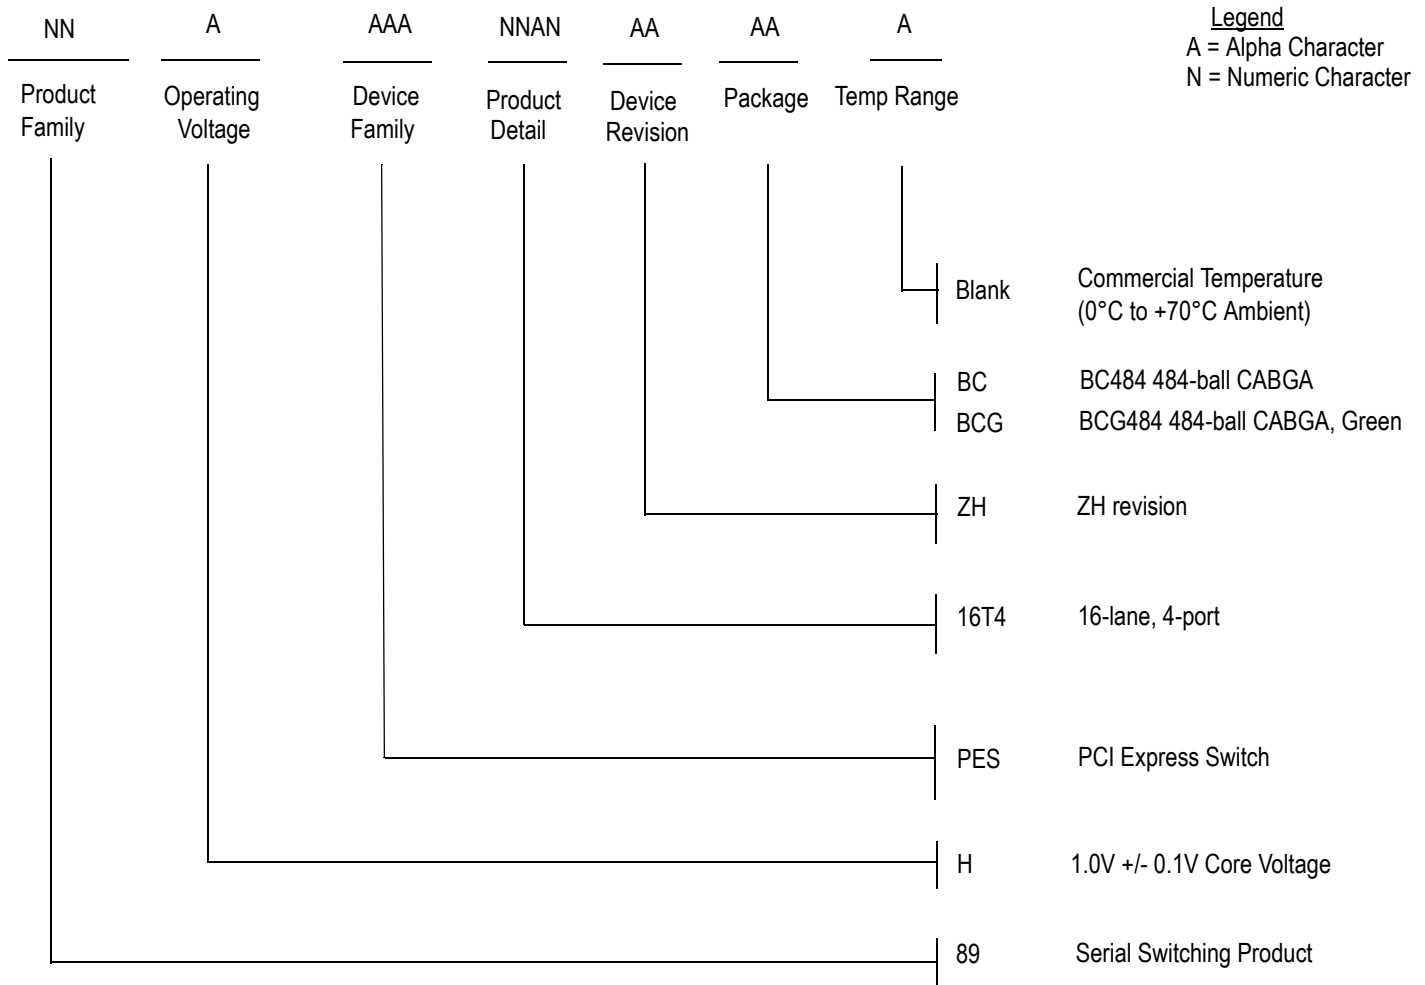 NN A AAA NNAN AA AA A
Legend
A = Alpha Character
N = Numeric Character
Product
Family
Operating
Voltage
Device
Family
Product
Detail
Device
Revision
Package
Temp Range
Blank Commercial Temperature
(0°C to +70°C Ambient)
BC BC484 484-ball CABGA
BCG BCG484 484-ball CABGA, Green
ZH ZH revision
16T4 16-lane, 4-port
PES PCI Express Switch
H 1.0V +/- 0.1V Core Voltage
89 Serial Switching Product